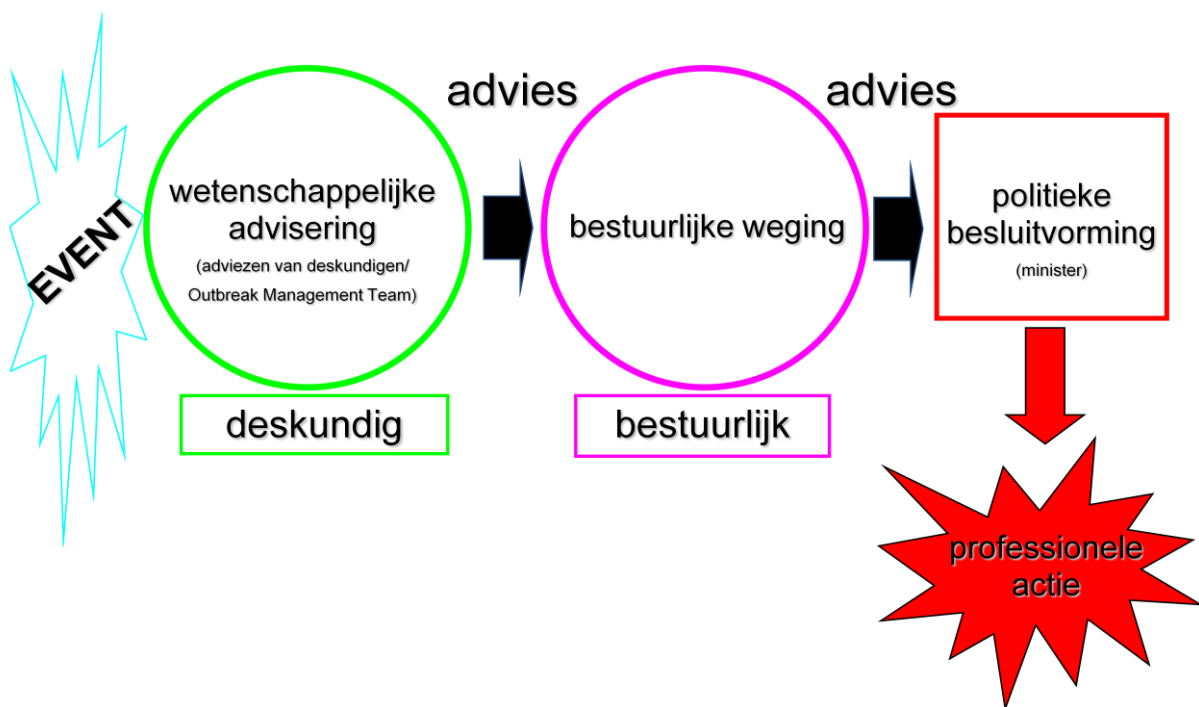 EVENT
wetenschappelijke
advisering
(adviezen van deskundigen/
Outbreak Management Team)
deskundig
advies
bestuurlijke weging
bestuurlijk
advies
politieke
besluitvorming
(minister)
professionele
actie